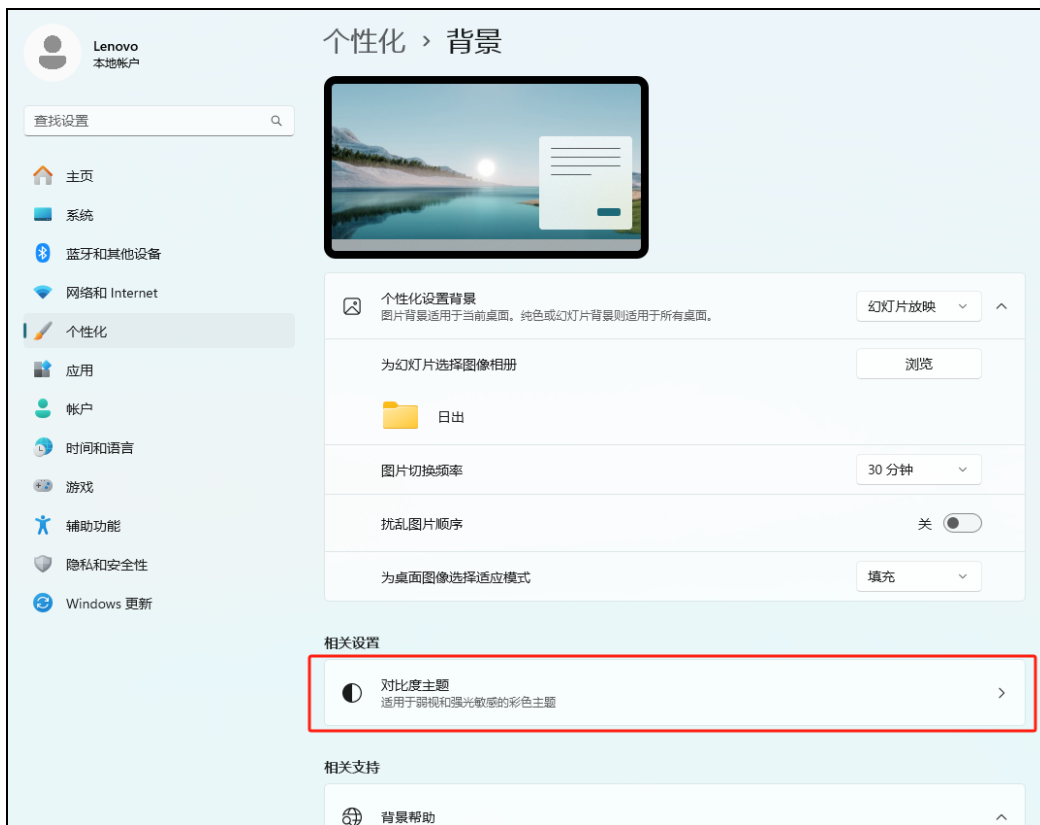 Lenovo
本地帐户
查找设置
主页
系统
蓝牙和其他设备
网络和 Internet
个性化
应用
帐户
时间和语言
游戏
辅助功能
隐私和安全性
Windows 更新
个性化 › 背景
个性化设置背景
图片背景适用于当前桌面。纯色或幻灯片背景则适用于所有桌面。
幻灯片放映
为幻灯片选择图像相册
浏览
日出
图片切换频率
30 分钟
扰乱图片顺序
关
为桌面图像选择适应模式
填充
相关设置
对比度主题
适用于弱视和强光敏感的彩色主题
相关支持
背景帮助